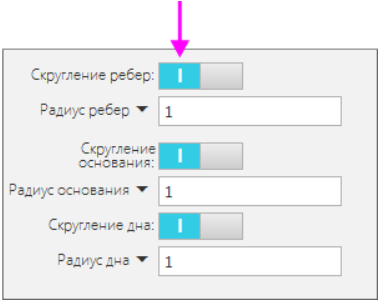 Скругление ребер:
Радиус ребер 1
Скругление
основания:
Радиус основания 1
Скругление дна:
Радиус дна 1